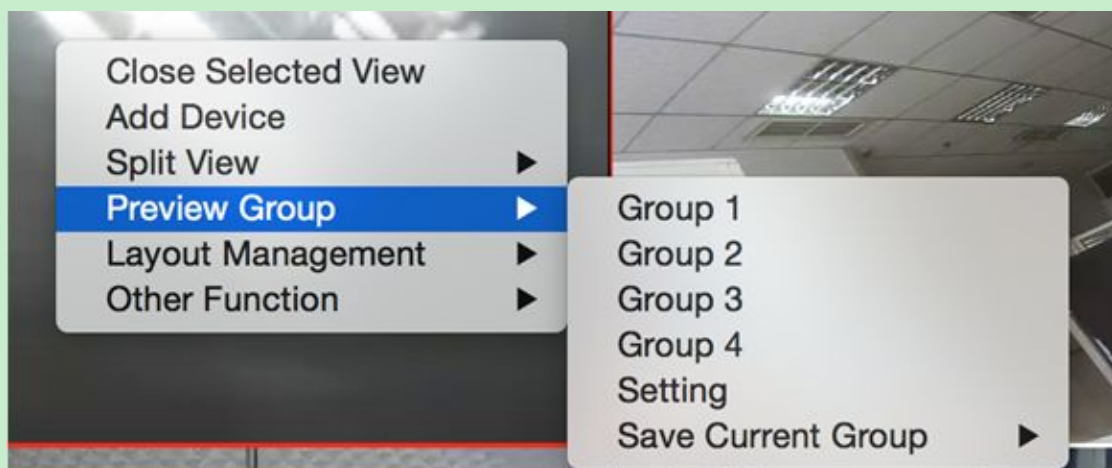 Close Selected View
Add Device
Split View
Preview Group
Layout Management
Other Function
Group 1
Group 2
Group 3
Group 4
Setting
Save Current Group